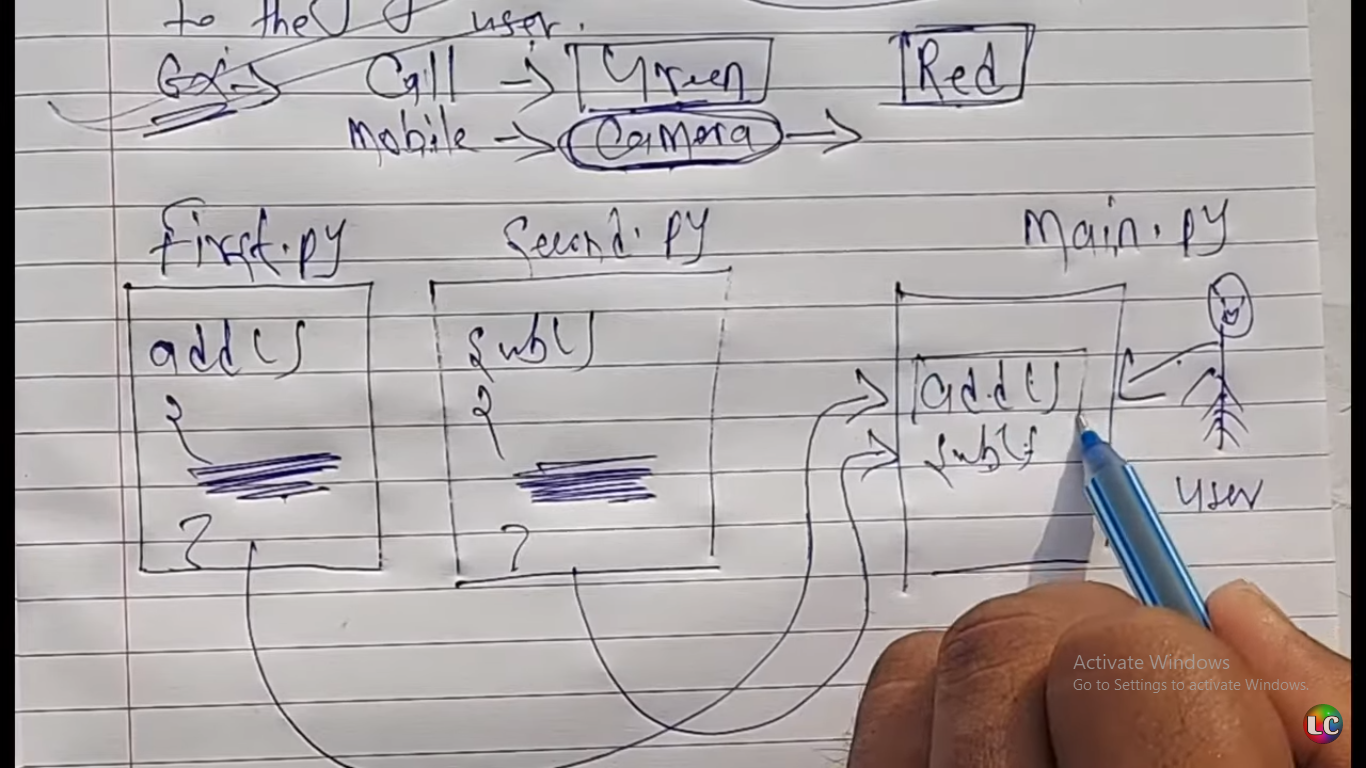 to the user.
Ex:→ Call → Green Red
Mobile → Camera →
First.py Second.py Main.py
add() sub() add()
{ { sub()
} } user
Activate Windows
Go to Settings to activate Windows.
LC